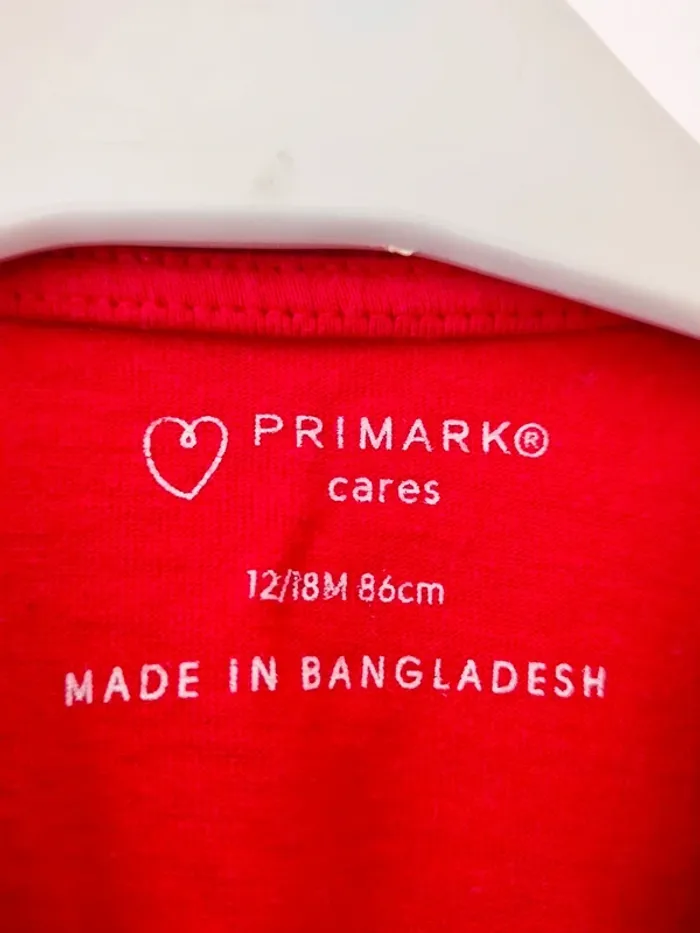 PRIMARK®
cares
12/18M 86cm
MADE IN BANGLADESH